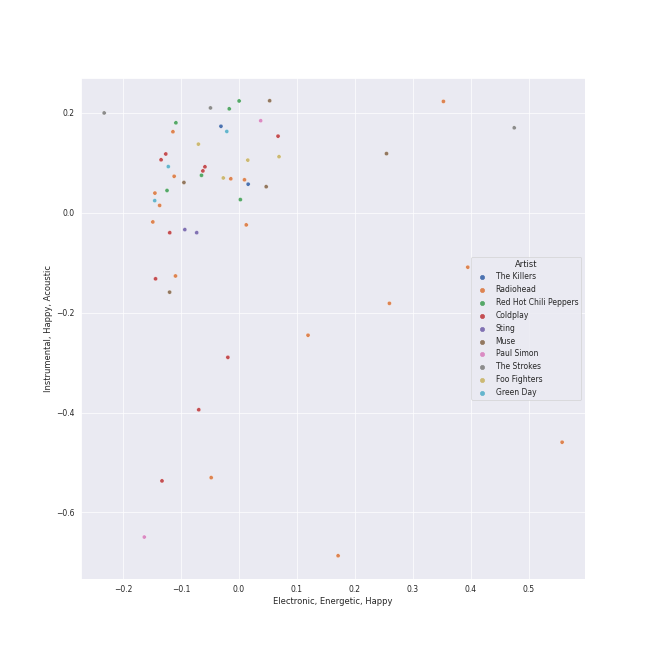 0.2
0.0
−0.2
−0.4
−0.6
Instrumental, Happy, Acoustic
Artist
The Killers
Radiohead
Red Hot Chili Peppers
Coldplay
Sting
Muse
Paul Simon
The Strokes
Foo Fighters
Green Day
−0.2 −0.1 0.0 0.1 0.2 0.3 0.4 0.5
Electronic, Energetic, Happy